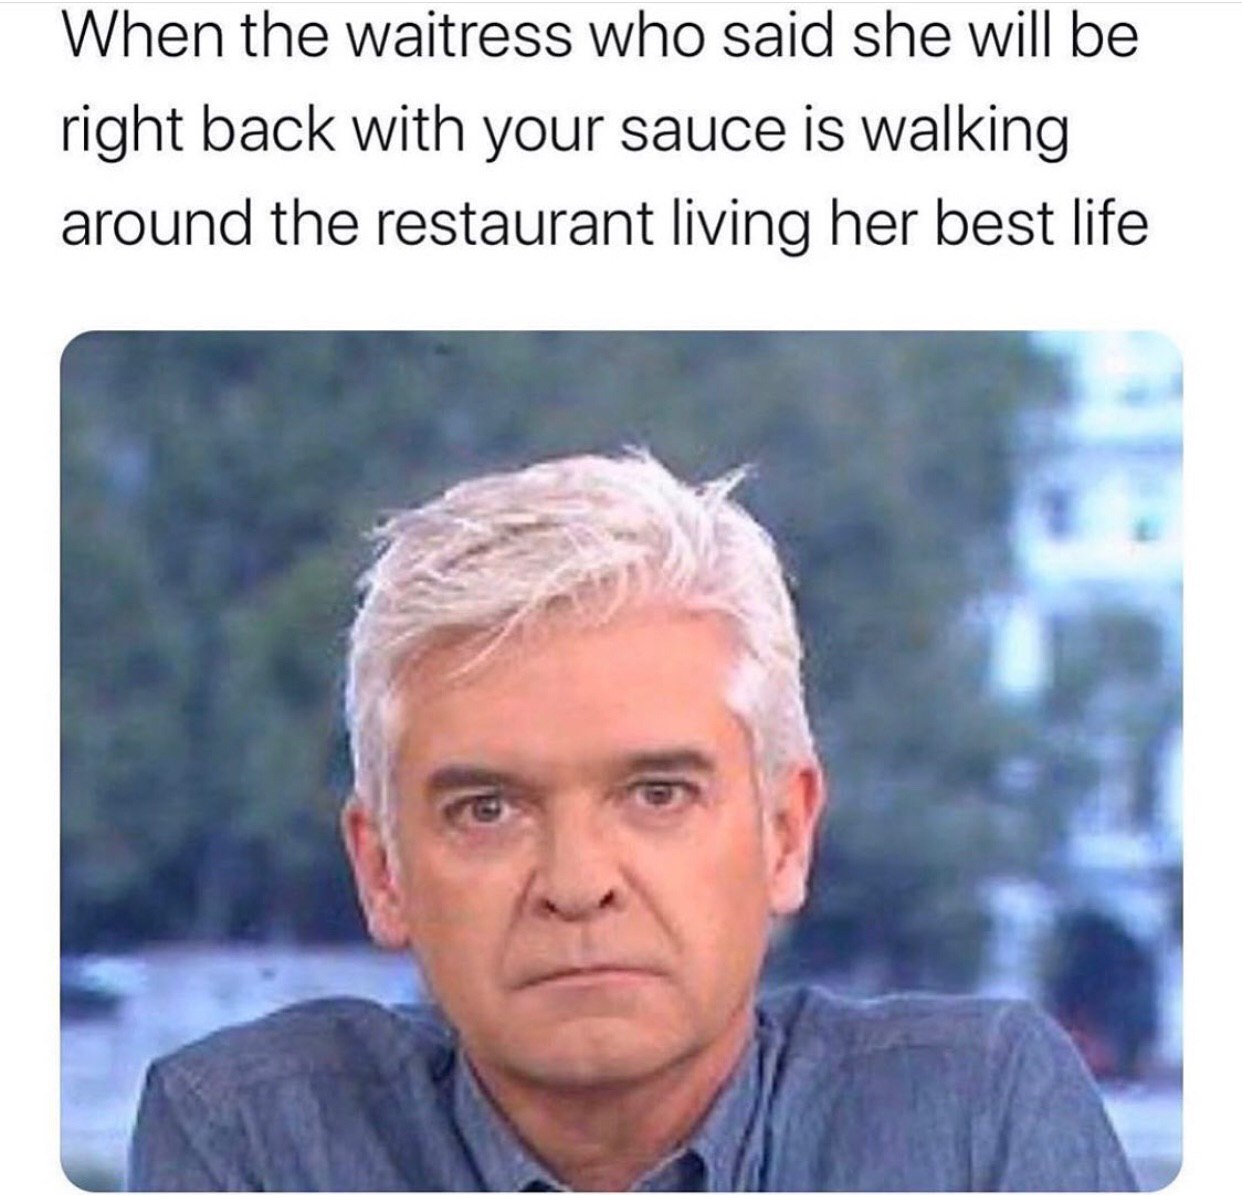 When the waitress who said she will be
right back with your sauce is walking
around the restaurant living her best life